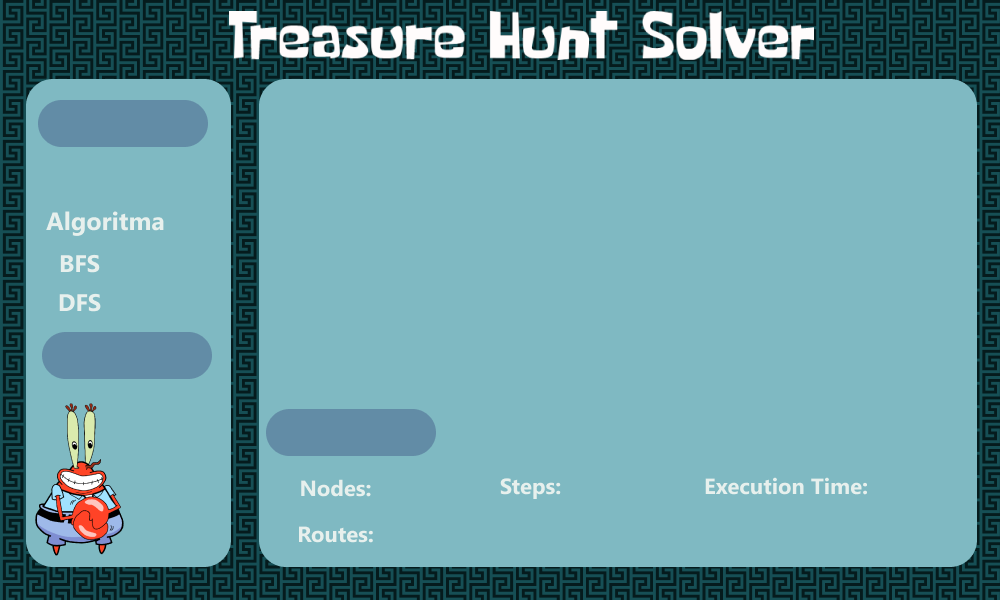 Treasure Hunt Solver
Algoritma
BFS
DFS
Nodes:
Steps:
Execution Time:
Routes: